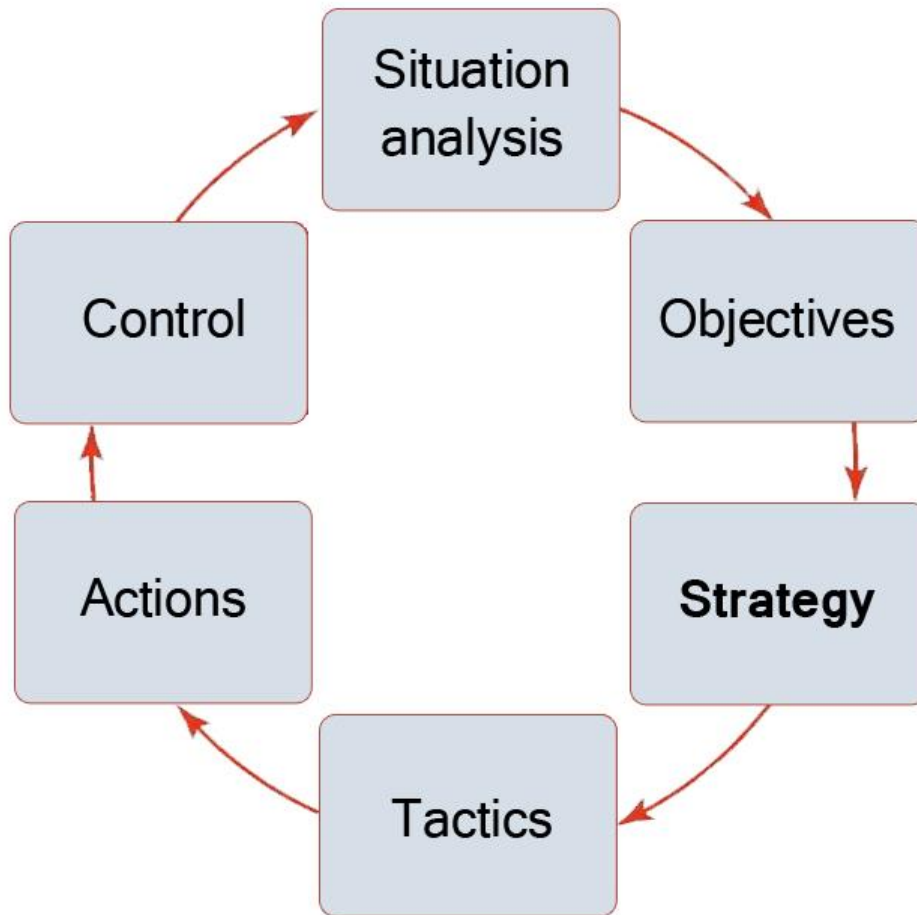 Situation
analysis
Objectives
Strategy
Tactics
Actions
Control